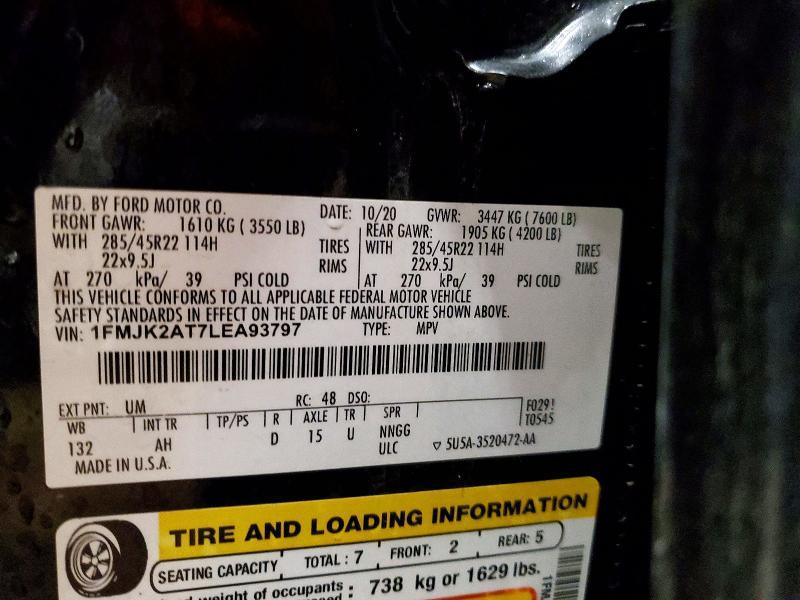 MFD. BY FORD MOTOR CO.
DATE: 10/20 GVWR: 3447 KG ( 7600 LB)
FRONT GAWR: 1610 KG ( 3550 LB) REAR GAWR: 1905 KG ( 4200 LB)
WITH 285/45R22 114H TIRES WITH 285/45R22 114H TIRES
22x9.5J RIMS 22x9.5J RIMS
AT 270 kPa/ 39 PSI COLD AT 270 kPa/ 39 PSI COLD
THIS VEHICLE CONFORMS TO ALL APPLICABLE FEDERAL MOTOR VEHICLE
SAFETY STANDARDS IN EFFECT ON THE DATE OF MANUFACTURE SHOWN ABOVE.
VIN: 1FMJK2AT7LEA93797 TYPE: MPV
EXT PNT: UM RC: 48 DSO:
WB INT TR TP/PS R AXLE TR SPR
132 AH D 15 U NNGG
ULC
F029!
T0545
▽ 5U5A-3520472-AA
MADE IN U.S.A.
TIRE AND LOADING INFORMATION
SEATING CAPACITY TOTAL : 7 FRONT: 2 REAR: 5
weight of occupants : 738 kg or 1629 lbs.
1FM